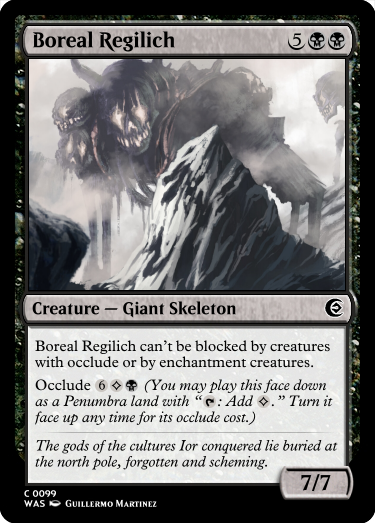 Boreal Regilich
5
Creature — Giant Skeleton
Boreal Regilich can't be blocked by creatures
with occlude or by enchantment creatures.
Occlude 6 (You may play this face down
as a Penumbra land with “: Add .” Turn it
face up any time for its occlude cost.)
The gods of the cultures Ior conquered lie buried at
the north pole, forgotten and scheming.
7/7
C 0099
WAS Guillermo Martinez